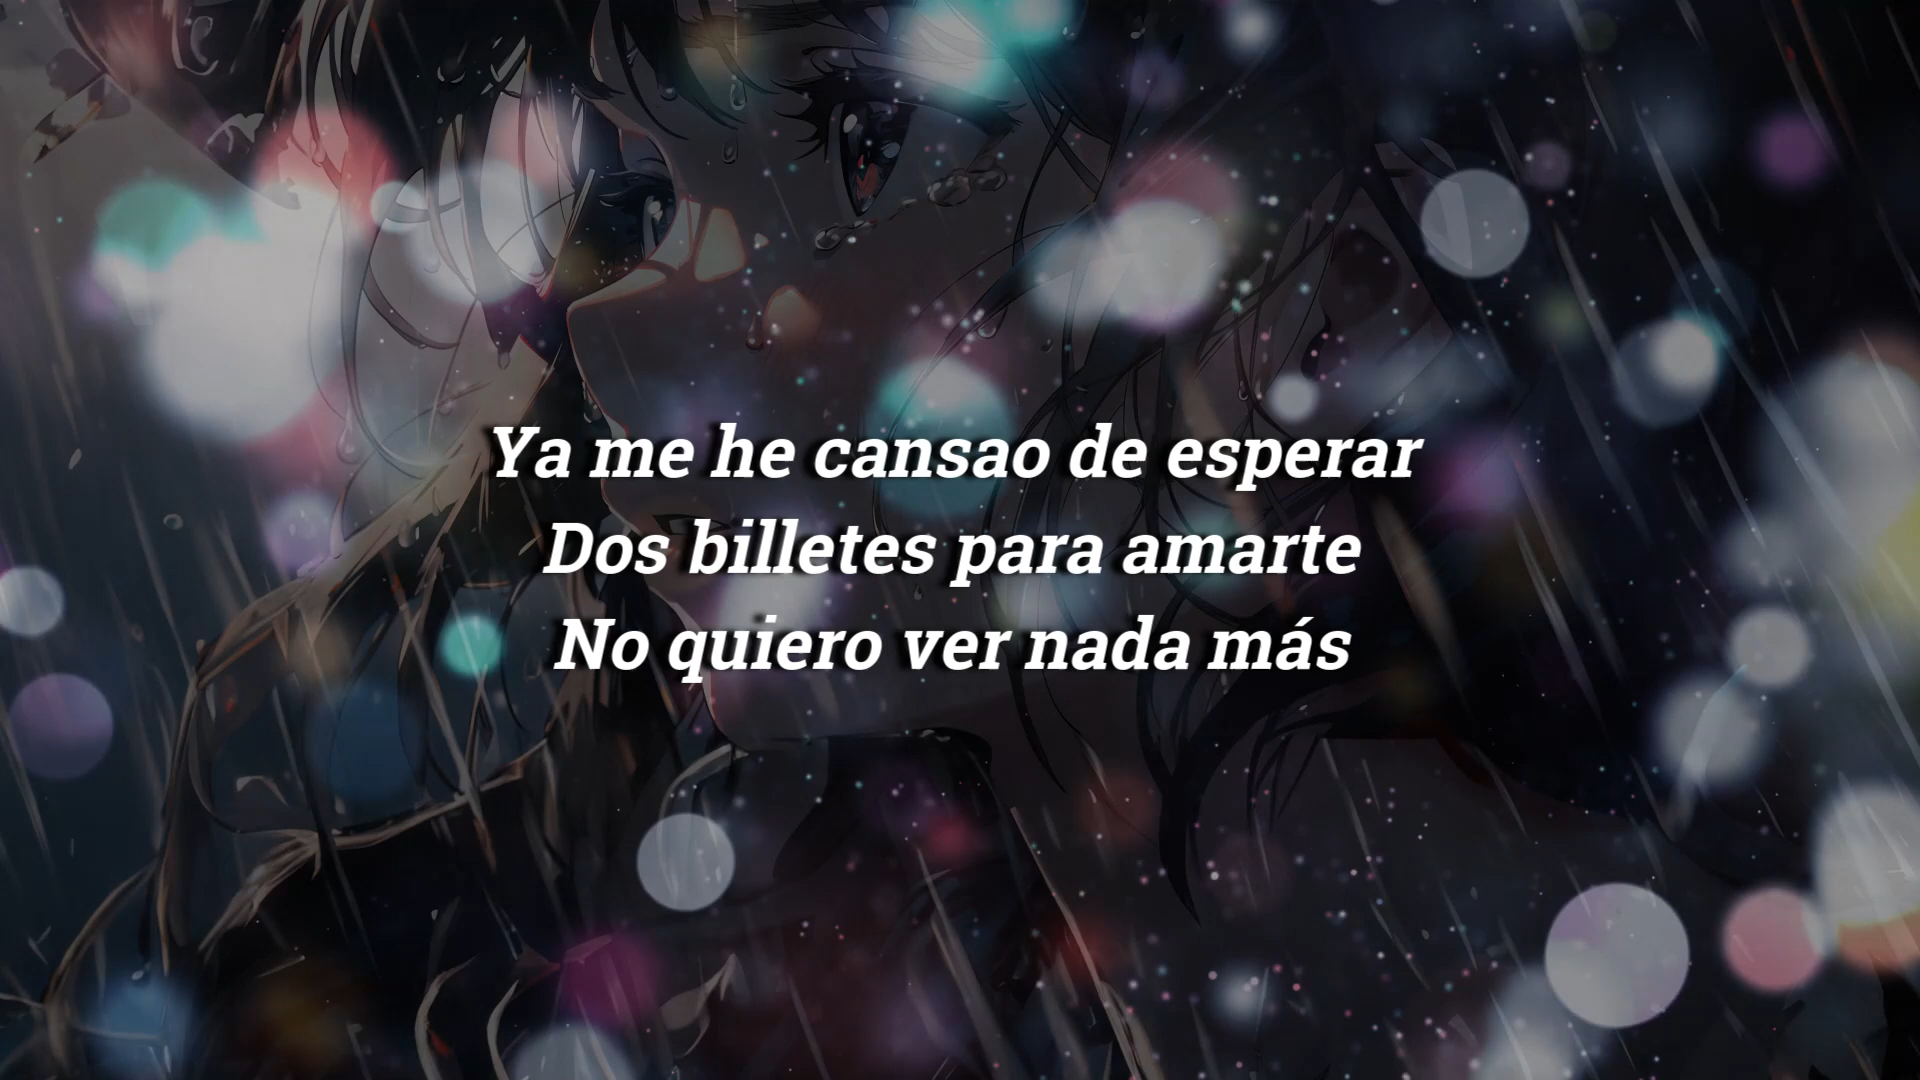 Ya me he cansao de esperar
Dos billetes para amarte
No quiero ver nada más